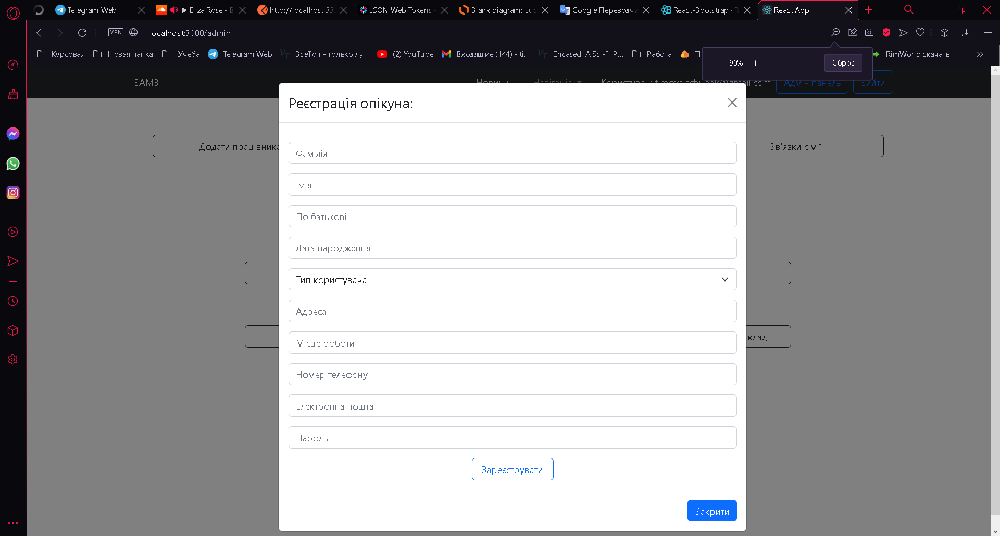 Telegram Web
Eliza Rose - B
http://localhost:33
JSON Web Tokens -
Blank diagram: Luc
Google Переводчи
React-Bootstrap · R
React App
VPN
localhost:3000/admin
Курсовая
Новая папка
Учеба
Telegram Web
ВсеТоп - только лу...
(2) YouTube
Входящие (144) - ti...
Encased: A Sci-Fi P...
Работа
RimWorld скачать...
90%
Сброс
BAMBI
Новини
Навігація:
Користувач: timoxa.schupak@gmail.com
Адмін панель
Вийти
Реєстрація опікуна:
Додати працівника
Зв'язки сім'ї
Фамілія
Ім'я
По батькові
Дата народження
Тип користувача
Адреса
Місце роботи
клад
Номер телефону
Електронна пошта
Пароль
Зареєструвати
Закрити